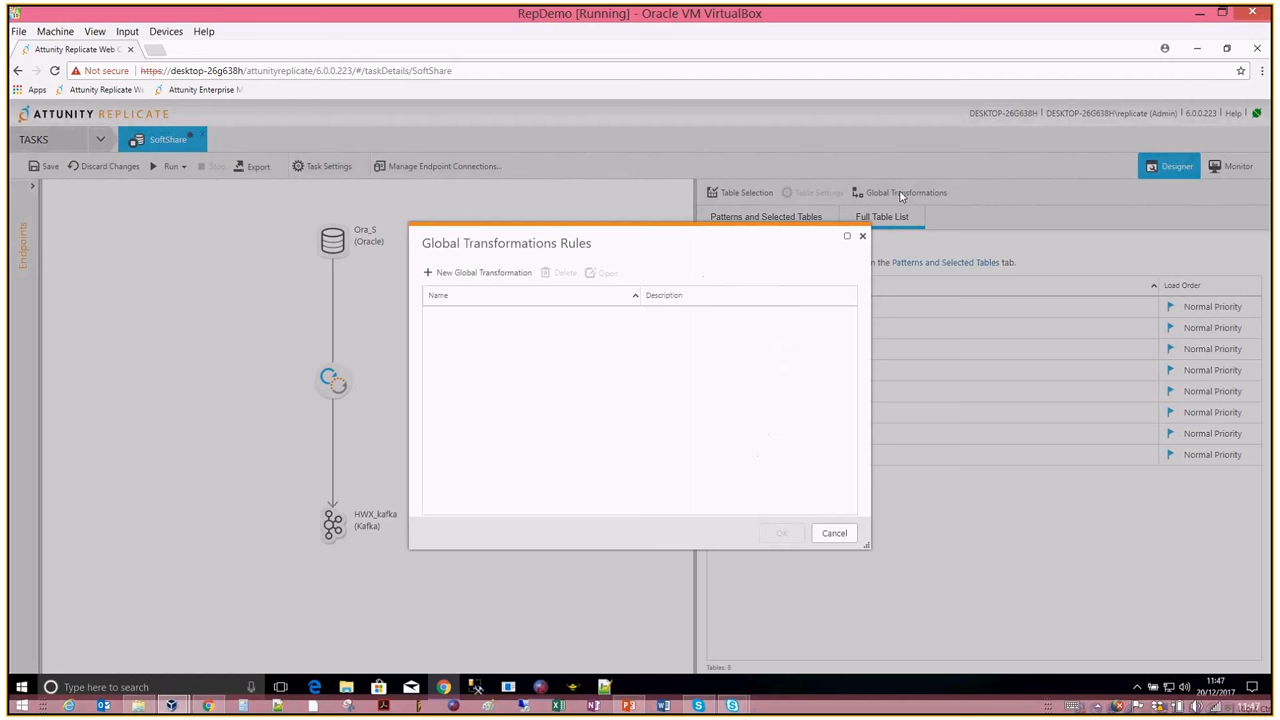 RepDemo [Running] - Oracle VM VirtualBox
File Machine View Input Devices Help
Attunity Replicate Web C
Not secure https://desktop-26g638h/attunityreplicate/6.0.0.223/#/taskDetails/SoftShare
Apps Attunity Replicate We Attunity Enterprise M
ATTUNITY REPLICATE
DESKTOP-26G638H DESKTOP-26G638H\replicate (Admin) 6.0.0.223 Help
TASKS SoftShare
Save Discard Changes Run Stop Export Task Settings Manage Endpoint Connections... Designer Monitor
Table Selection Table Settings Global Transformations
Patterns and Selected Tables Full Table List
Endpoints
Ora_S
(Oracle)
HWX_kafka
(Kafka)
n the Patterns and Selected Tables tab.
Load Order
Normal Priority
Normal Priority
Normal Priority
Normal Priority
Normal Priority
Normal Priority
Normal Priority
Normal Priority
Global Transformations Rules
New Global Transformation Delete Open
Name Description
OK Cancel
Tables: 8
Type here to search
11:47
20/12/2017
11:47